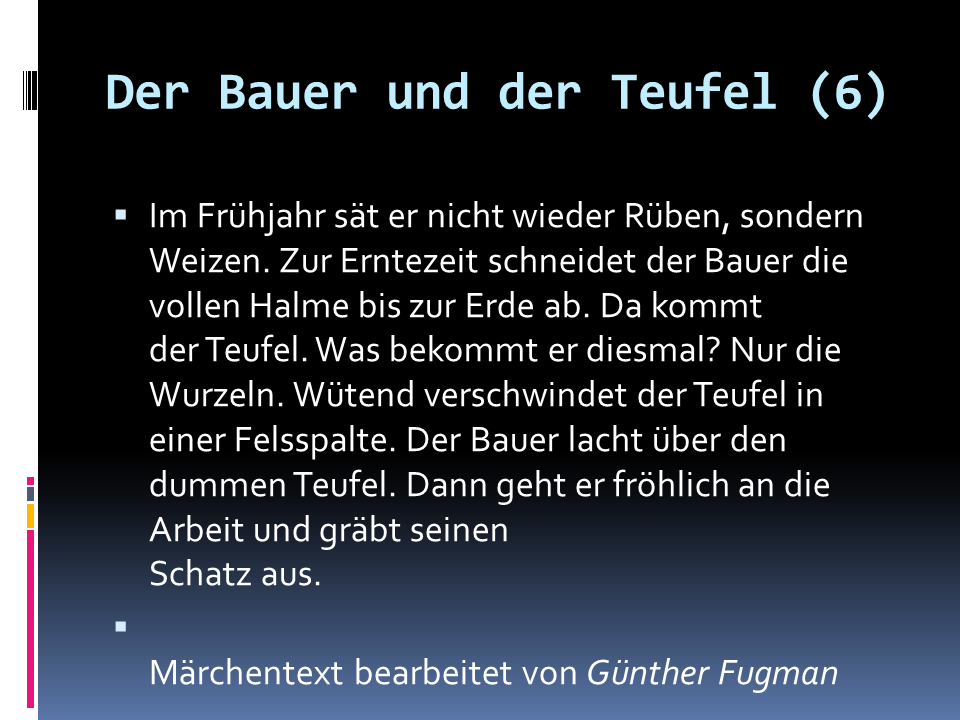 Der Bauer und der Teufel (6)
▪ Im Frühjahr sät er nicht wieder Rüben, sondern
Weizen. Zur Erntezeit schneidet der Bauer die
vollen Halme bis zur Erde ab. Da kommt
der Teufel. Was bekommt er diesmal? Nur die
Wurzeln. Wütend verschwindet der Teufel in
einer Felsspalte. Der Bauer lacht über den
dummen Teufel. Dann geht er fröhlich an die
Arbeit und gräbt seinen
Schatz aus.
▪
Märchentext bearbeitet von Günther Fugman